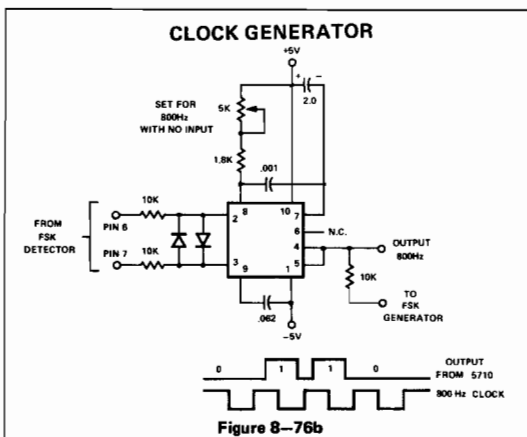 CLOCK GENERATOR
+5V
+ −
2.0
SET FOR
800Hz
WITH NO INPUT
5K
1.8K
.001
8
10
7
6
N.C.
FROM
FSK
DETECTOR
PIN 6
10K
2
4
OUTPUT
800Hz
PIN 7
10K
3
5
9
1
10K
TO
FSK
GENERATOR
.062
−5V
0 1 1 0
OUTPUT
FROM 5710
800 Hz CLOCK
Figure 8—76b